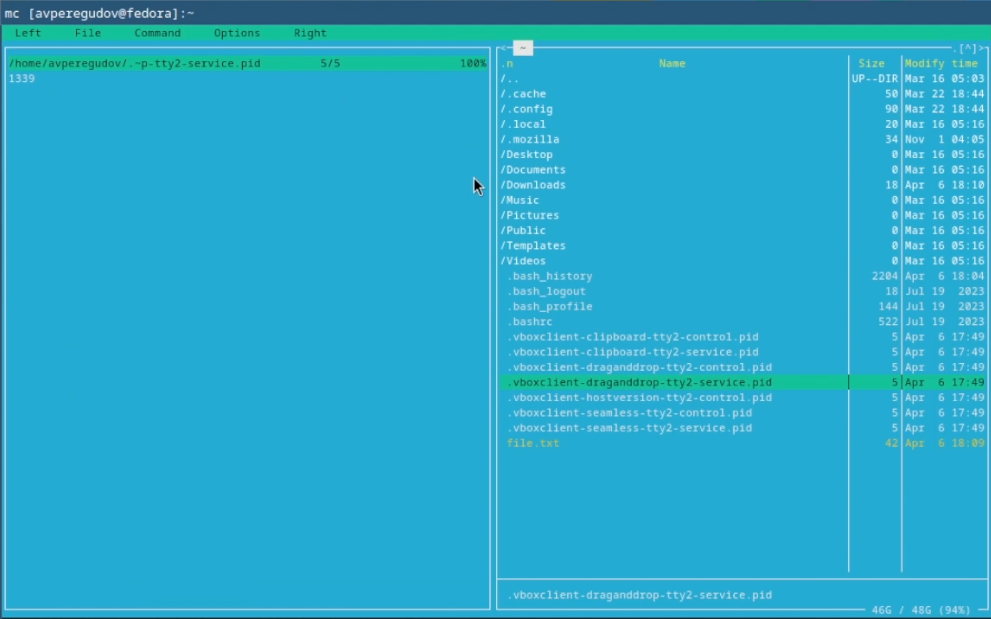 mc [avperegudov@fedora]:~
Left File Command Options Right
/home/avperegudov/.~p-tty2-service.pid 5/5 100%
1339
<- ~ .[^]>
.n Name Size Modify time
/.. UP--DIR Mar 16 05:03
/.cache 50 Mar 22 18:44
/.config 90 Mar 22 18:44
/.local 20 Mar 16 05:16
/.mozilla 34 Nov 1 04:05
/Desktop 0 Mar 16 05:16
/Documents 0 Mar 16 05:16
/Downloads 18 Apr 6 18:10
/Music 0 Mar 16 05:16
/Pictures 0 Mar 16 05:16
/Public 0 Mar 16 05:16
/Templates 0 Mar 16 05:16
/Videos 0 Mar 16 05:16
.bash_history 2204 Apr 6 18:04
.bash_logout 18 Jul 19 2023
.bash_profile 144 Jul 19 2023
.bashrc 522 Jul 19 2023
.vboxclient-clipboard-tty2-control.pid 5 Apr 6 17:49
.vboxclient-clipboard-tty2-service.pid 5 Apr 6 17:49
.vboxclient-draganddrop-tty2-control.pid 5 Apr 6 17:49
.vboxclient-draganddrop-tty2-service.pid 5 Apr 6 17:49
.vboxclient-hostversion-tty2-control.pid 5 Apr 6 17:49
.vboxclient-seamless-tty2-control.pid 5 Apr 6 17:49
.vboxclient-seamless-tty2-service.pid 5 Apr 6 17:49
file.txt 42 Apr 6 18:09
.vboxclient-draganddrop-tty2-service.pid
46G / 48G (94%)